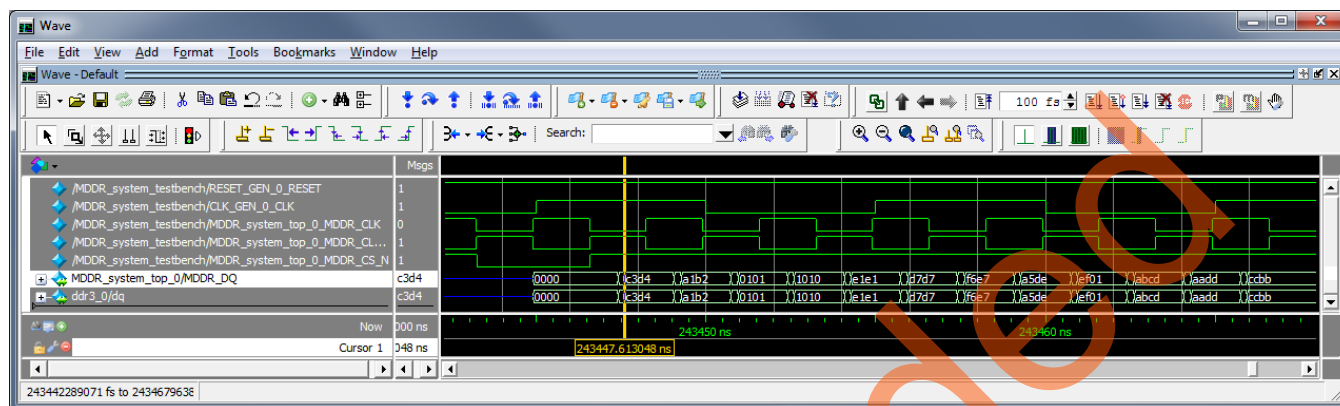 Wave
File Edit View Add Format Tools Bookmarks Window Help
Wave - Default
100 fs
Search:
Msgs
/MDDR_system_testbench/RESET_GEN_0_RESET 1
/MDDR_system_testbench/CLK_GEN_0_CLK 1
/MDDR_system_testbench/MDDR_system_top_0_MDDR_CLK 0
/MDDR_system_testbench/MDDR_system_top_0_MDDR_CL... 1
/MDDR_system_testbench/MDDR_system_top_0_MDDR_CS_N 1
MDDR_system_top_0/MDDR_DQ c3d4 0000 c3d4 a1b2 0101 1010 e1e1 d7d7 f6e7 a5de ef01 abcd aadd ccbb
ddr3_0/dq c3d4 0000 c3d4 a1b2 0101 1010 e1e1 d7d7 f6e7 a5de ef01 abcd aadd ccbb
Now 000 ns 243450 ns 243460 ns
Cursor 1 048 ns 243447.613048 ns
243442289071 fs to 2434679638
ded